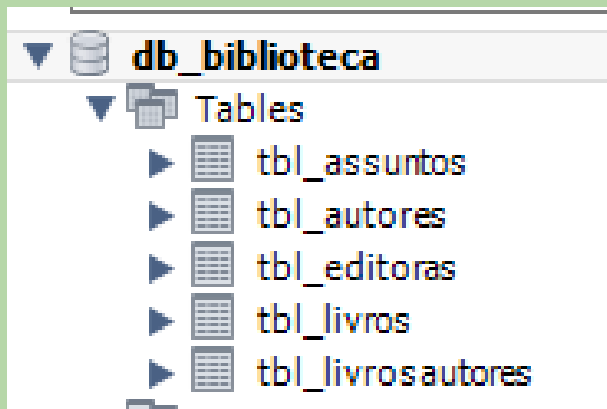 db_biblioteca
Tables
tbl_assuntos
tbl_autores
tbl_editoras
tbl_livros
tbl_livrosautores